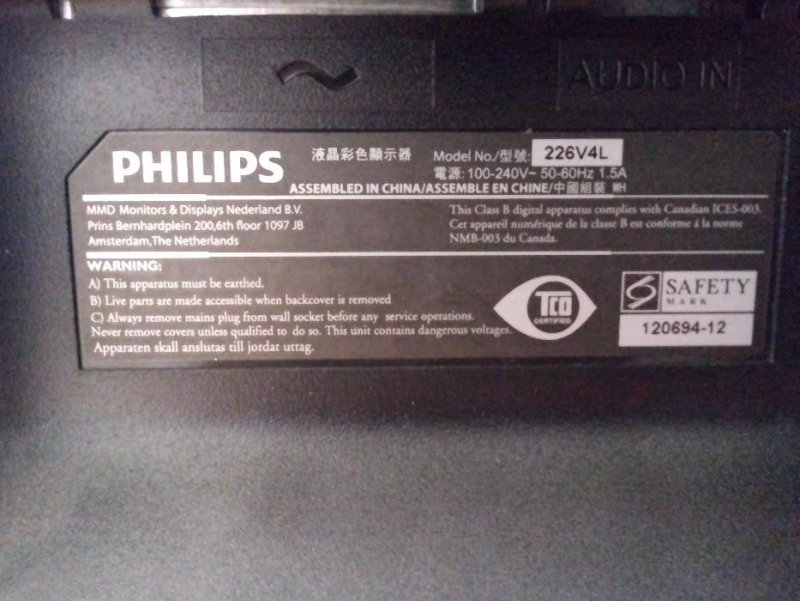 AUDIO IN
PHILIPS
液晶彩色顯示器
Model No./型號: 226V4L
電源: 100-240V~ 50-60Hz 1.5A
ASSEMBLED IN CHINA/ASSEMBLE EN CHINE/中國組裝 WH
MMD Monitors & Displays Nederland B.V.
Prins Bernhardplein 200,6th floor 1097 JB
Amsterdam,The Netherlands
This Class B digital apparatus complies with Canadian ICES-003.
Cet appareil numérique de la classe B est conforme á la norme
NMB-003 du Canada.
WARNING:
A) This apparatus must be earthed.
B) Live parts are made accessible when backcover is removed
C) Always remove mains plug from wall socket before any service operations.
Never remove covers unless qualified to do so. This unit contains dangerous voltages.
Apparaten skall anslutas till jordat uttag.
TCO
CERTIFIED
SAFETY
MARK
120694-12